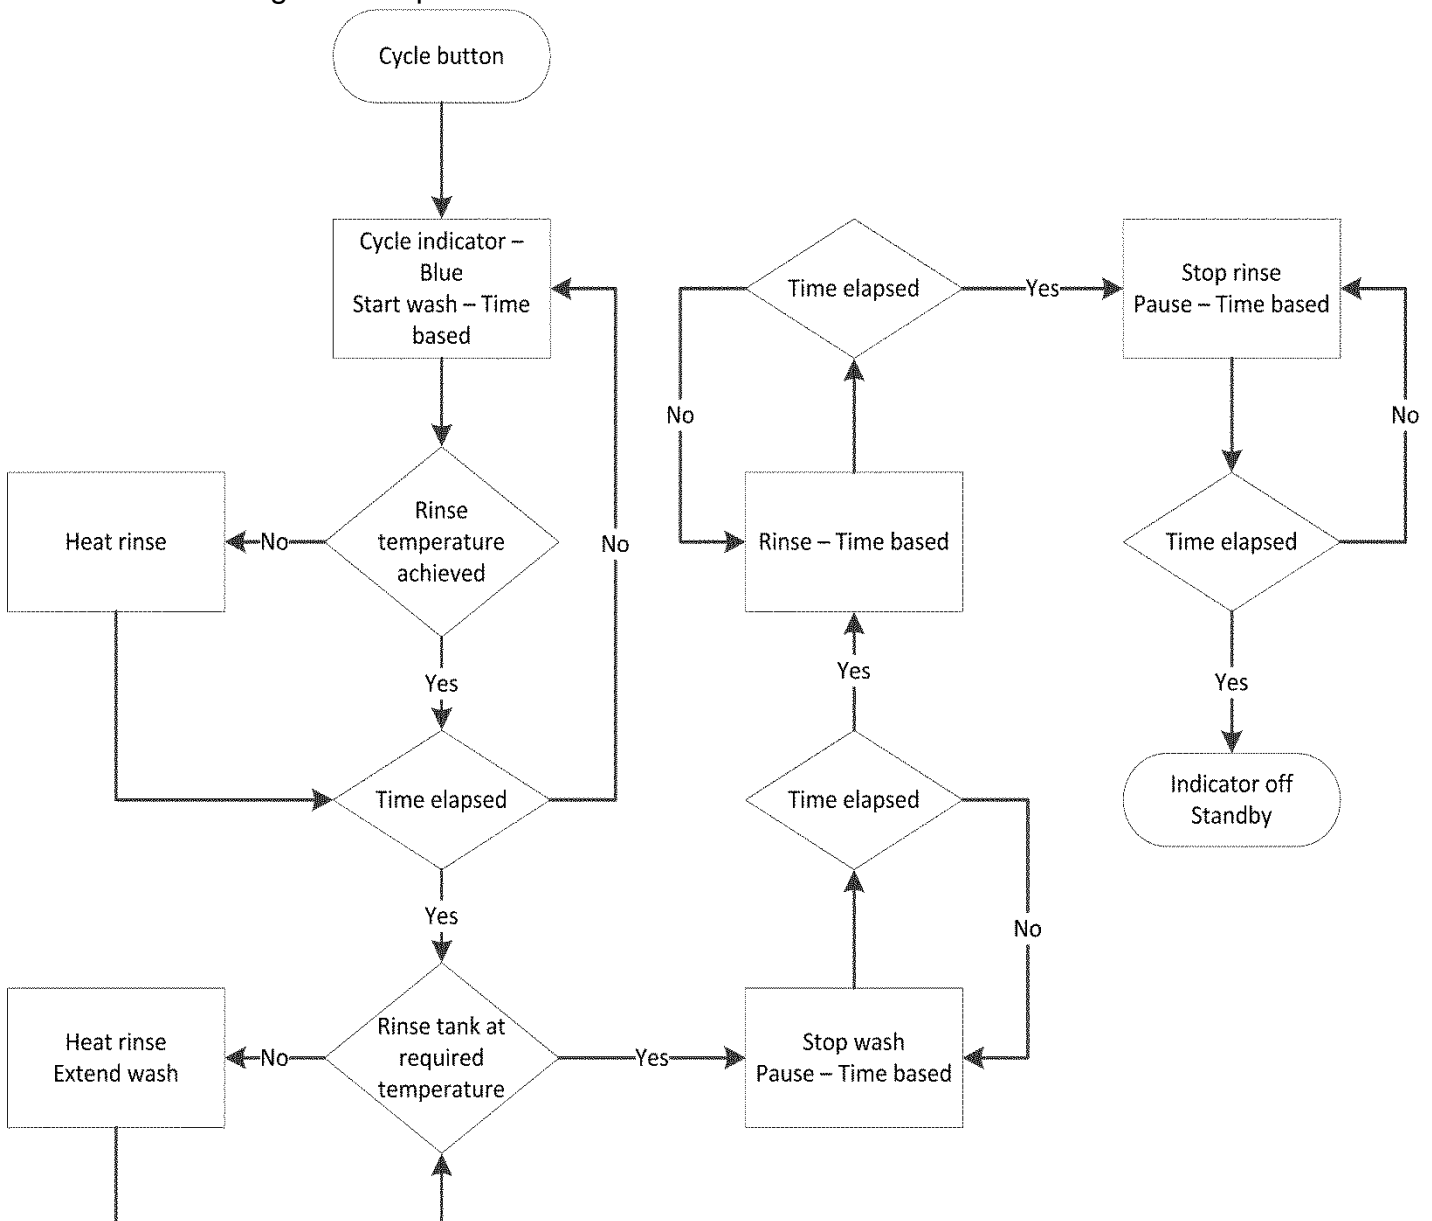 Cycle button
Cycle indicator –
Blue
Start wash – Time
based
Rinse
temperature
achieved
No
Heat rinse
Yes
Time elapsed
No
Yes
Rinse tank at
required
temperature
No
Heat rinse
Extend wash
Yes
Stop wash
Pause – Time based
Time elapsed
No
Yes
Rinse – Time based
Time elapsed
No
Yes
Stop rinse
Pause – Time based
Time elapsed
No
Yes
Indicator off
Standby